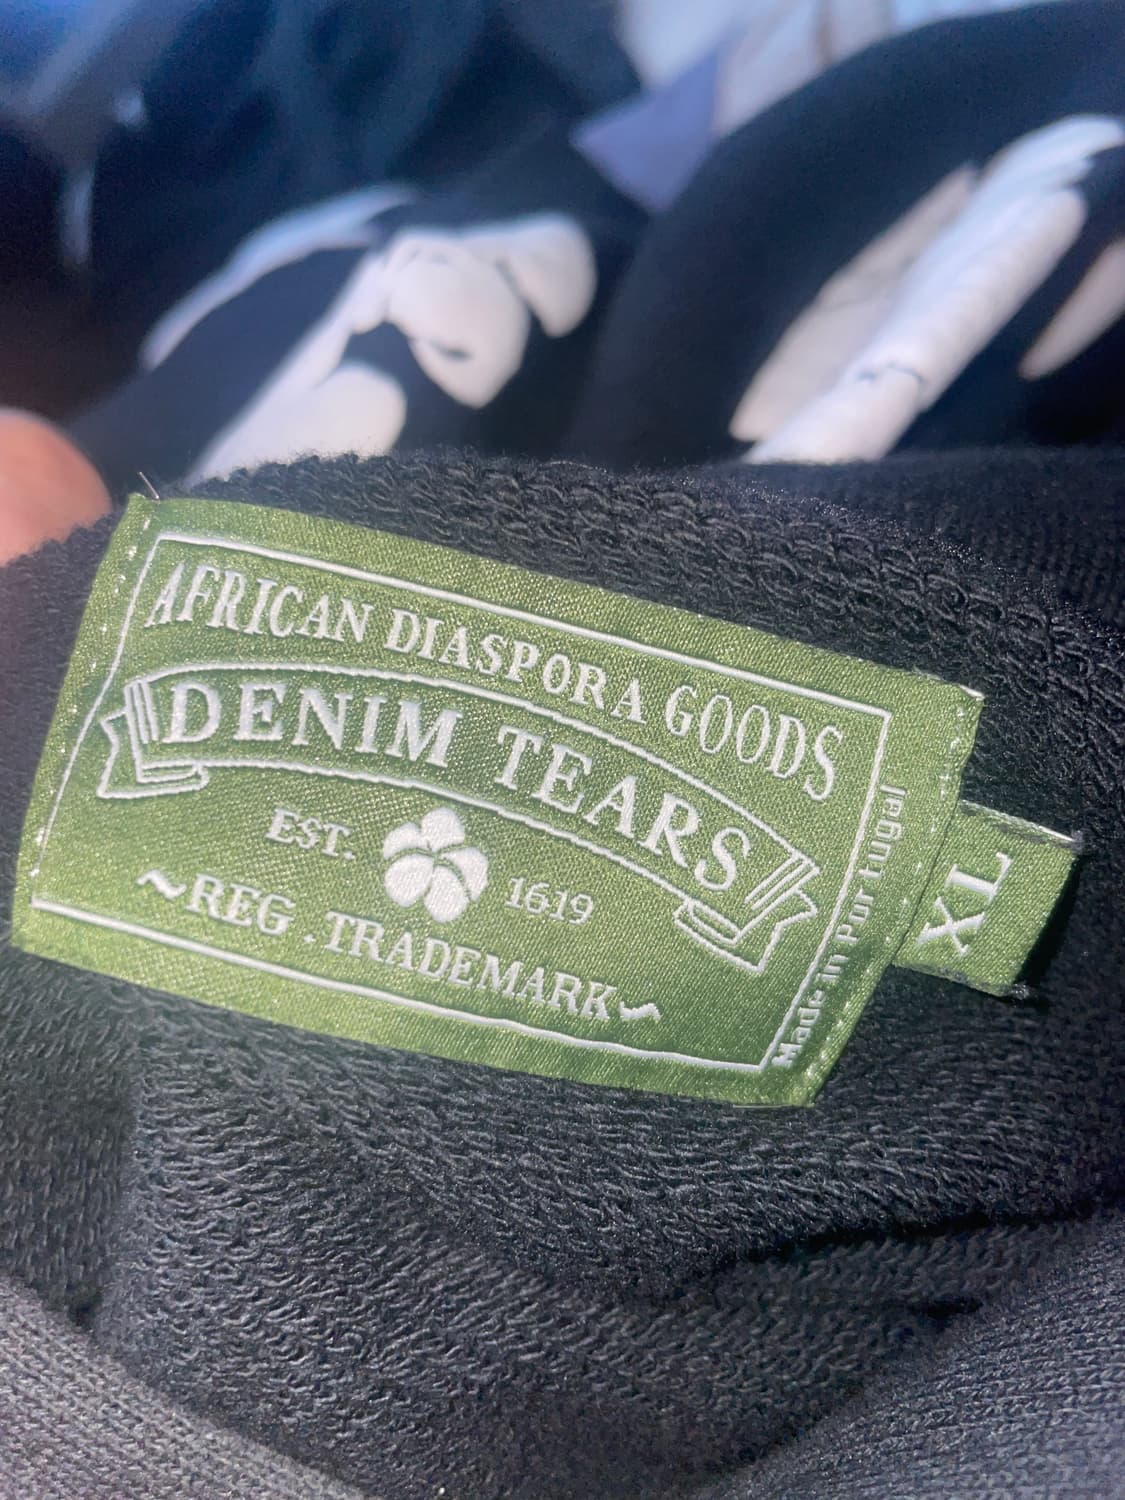 AFRICAN DIASPORA GOODS
DENIM TEARS
EST. 1619
~REG .TRADEMARK~
Made in Portugal
XL